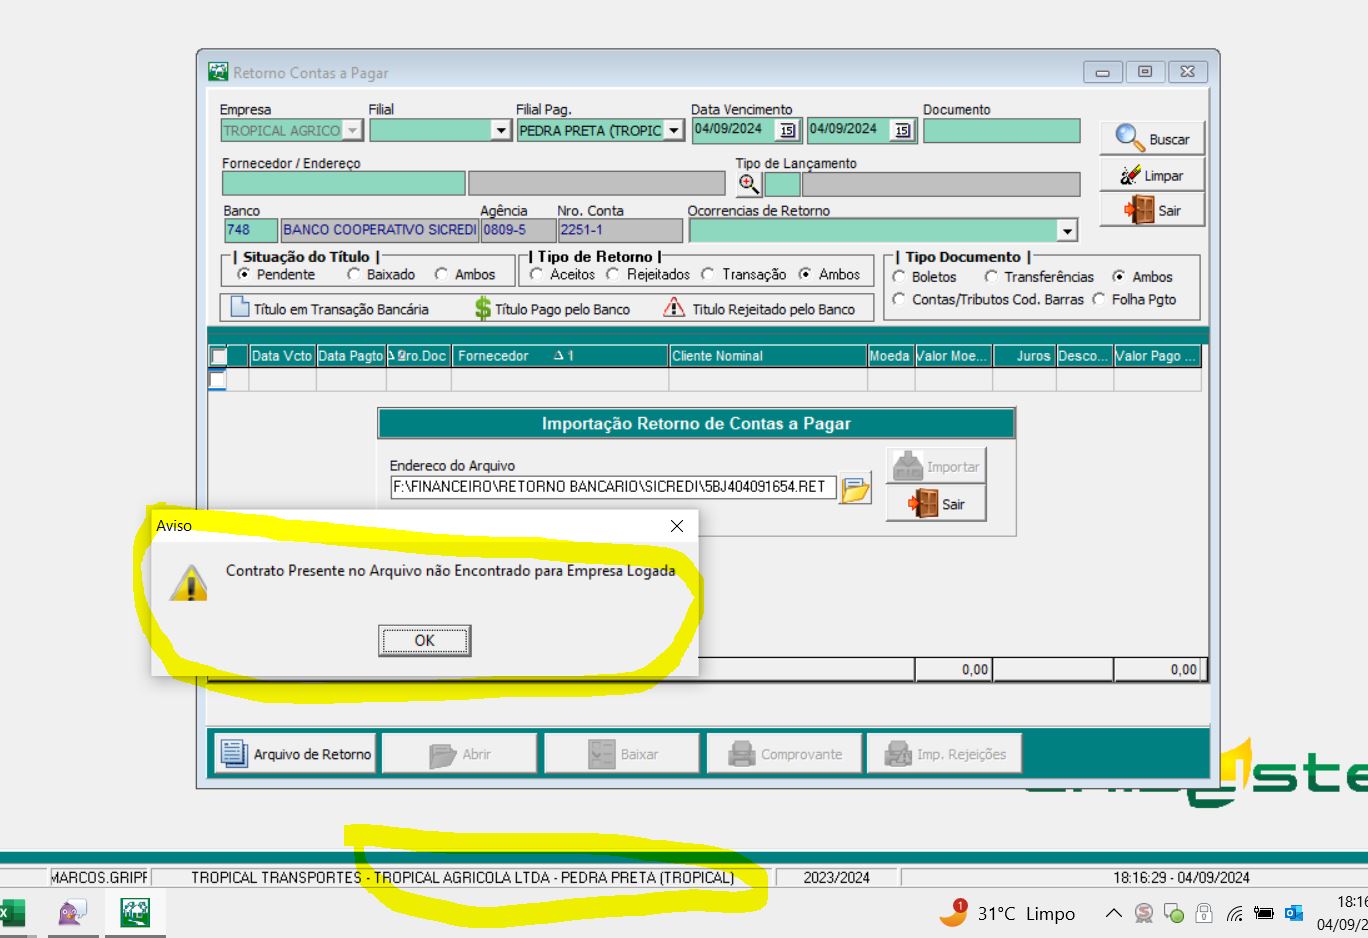 Retorno Contas a Pagar
Empresa Filial Filial Pag. Data Vencimento Documento
TROPICAL AGRICO PEDRA PRETA (TROPIC 04/09/2024 15 04/09/2024 15
Buscar
Fornecedor / Endereço Tipo de Lançamento
Limpar
Banco Agência Nro. Conta Ocorrencias de Retorno
Sair
748 BANCO COOPERATIVO SICREDI 0809-5 2251-1
| Situação do Título | | Tipo de Retorno | | Tipo Documento |
Pendente Baixado Ambos Aceitos Rejeitados Transação Ambos Boletos Transferências Ambos
Contas/Tributos Cod. Barras Folha Pgto
Título em Transação Bancária Título Pago pelo Banco Titulo Rejeitado pelo Banco
Data Vcto Data Pagto Nro.Doc Fornecedor 1 Cliente Nominal Moeda Valor Moe... Juros Desco... Valor Pago ...
Importação Retorno de Contas a Pagar
Endereco do Arquivo
Importar
F:\FINANCEIRO\RETORNO BANCARIO\SICREDI\5BJ404091654.RET
Sair
Aviso
Contrato Presente no Arquivo não Encontrado para Empresa Logada
OK
0,00 0,00
Arquivo de Retorno Abrir Baixar Comprovante Imp. Rejeições
MARCOS.GRIPF TROPICAL TRANSPORTES - TROPICAL AGRICOLA LTDA - PEDRA PRETA (TROPICAL) 2023/2024 18:16:29 - 04/09/2024
1 31°C Limpo
18:16
04/09/2